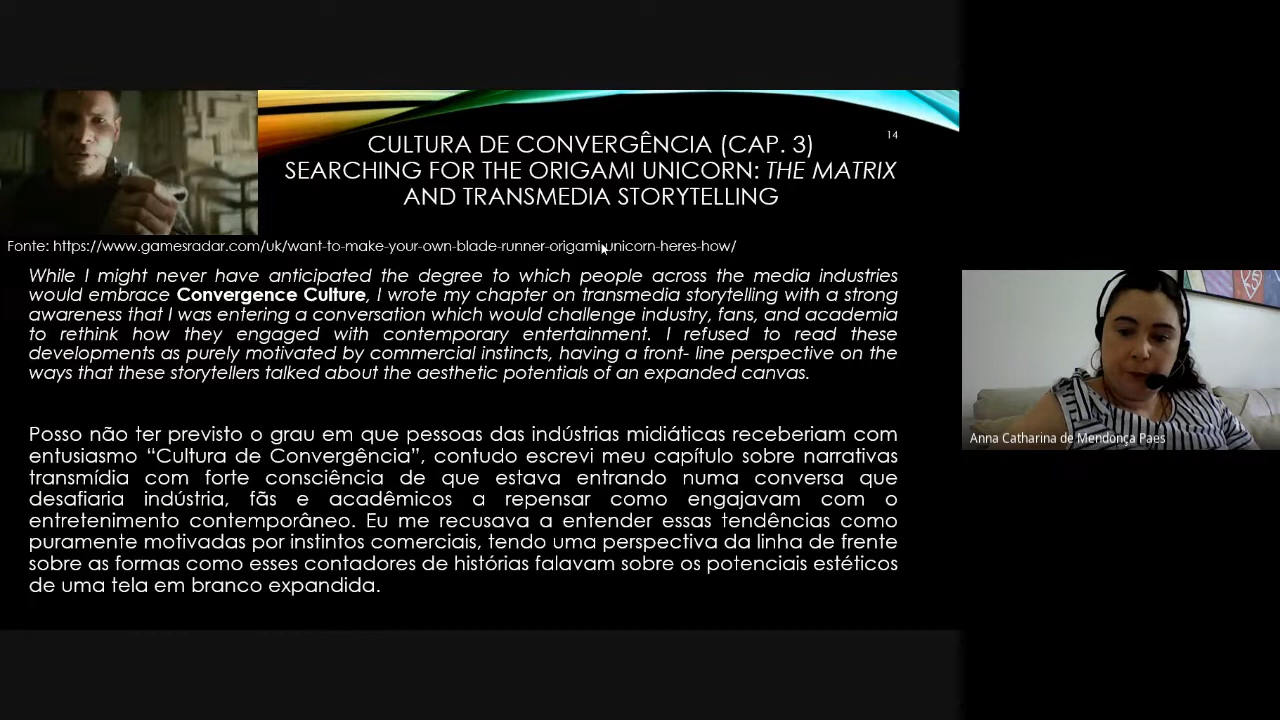 14
CULTURA DE CONVERGÊNCIA (CAP. 3)
SEARCHING FOR THE ORIGAMI UNICORN: THE MATRIX
AND TRANSMEDIA STORYTELLING
Fonte: https://www.gamesradar.com/uk/want-to-make-your-own-blade-runner-origami-unicorn-heres-how/
While I might never have anticipated the degree to which people across the media industries
would embrace Convergence Culture, I wrote my chapter on transmedia storytelling with a strong
awareness that I was entering a conversation which would challenge industry, fans, and academia
to rethink how they engaged with contemporary entertainment. I refused to read these
developments as purely motivated by commercial instincts, having a front- line perspective on the
ways that these storytellers talked about the aesthetic potentials of an expanded canvas.
Posso não ter previsto o grau em que pessoas das indústrias midiáticas receberiam com
entusiasmo “Cultura de Convergência”, contudo escrevi meu capítulo sobre narrativas
transmídia com forte consciência de que estava entrando numa conversa que
desafiaria indústria, fãs e acadêmicos a repensar como engajavam com o
entretenimento contemporâneo. Eu me recusava a entender essas tendências como
puramente motivadas por instintos comerciais, tendo uma perspectiva da linha de frente
sobre as formas como esses contadores de histórias falavam sobre os potenciais estéticos
de uma tela em branco expandida.
Anna Catharina de Mendonça Paes